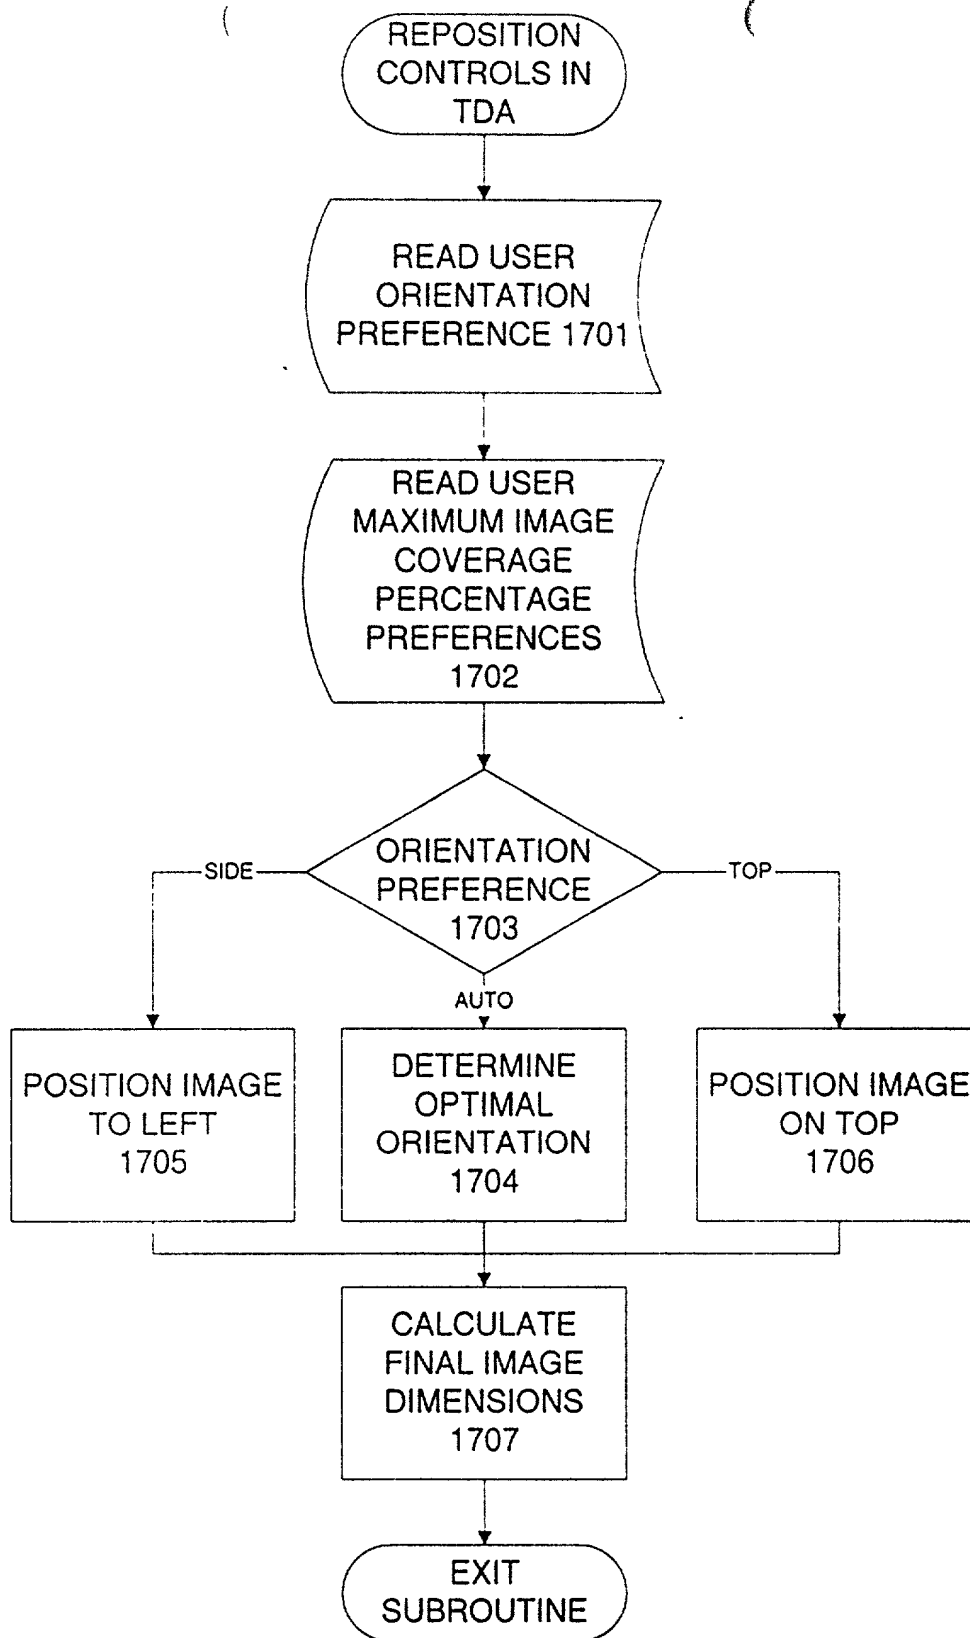 REPOSITION
CONTROLS IN
TDA
READ USER
ORIENTATION
PREFERENCE 1701
READ USER
MAXIMUM IMAGE
COVERAGE
PERCENTAGE
PREFERENCES
1702
ORIENTATION
PREFERENCE
1703
SIDE
TOP
AUTO
POSITION IMAGE
TO LEFT
1705
DETERMINE
OPTIMAL
ORIENTATION
1704
POSITION IMAGE
ON TOP
1706
CALCULATE
FINAL IMAGE
DIMENSIONS
1707
EXIT
SUBROUTINE